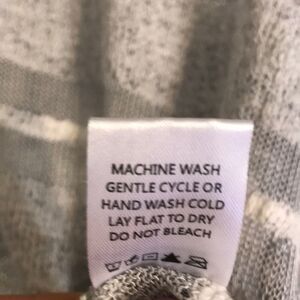 MACHINE WASH
GENTLE CYCLE OR
HAND WASH COLD
LAY FLAT TO DRY
DO NOT BLEACH